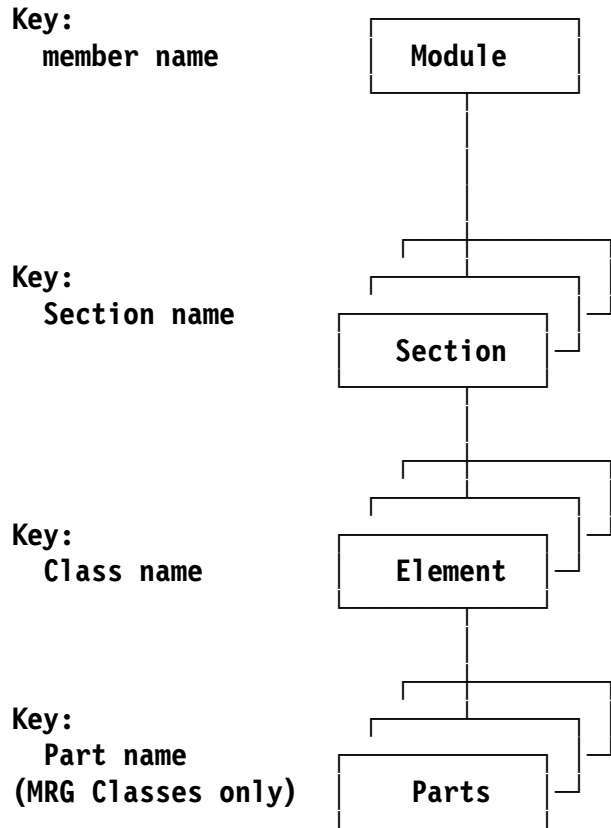 Key:
member name
Module
Key:
Section name
Section
Key:
Class name
Element
Key:
Part name
(MRG Classes only)
Parts